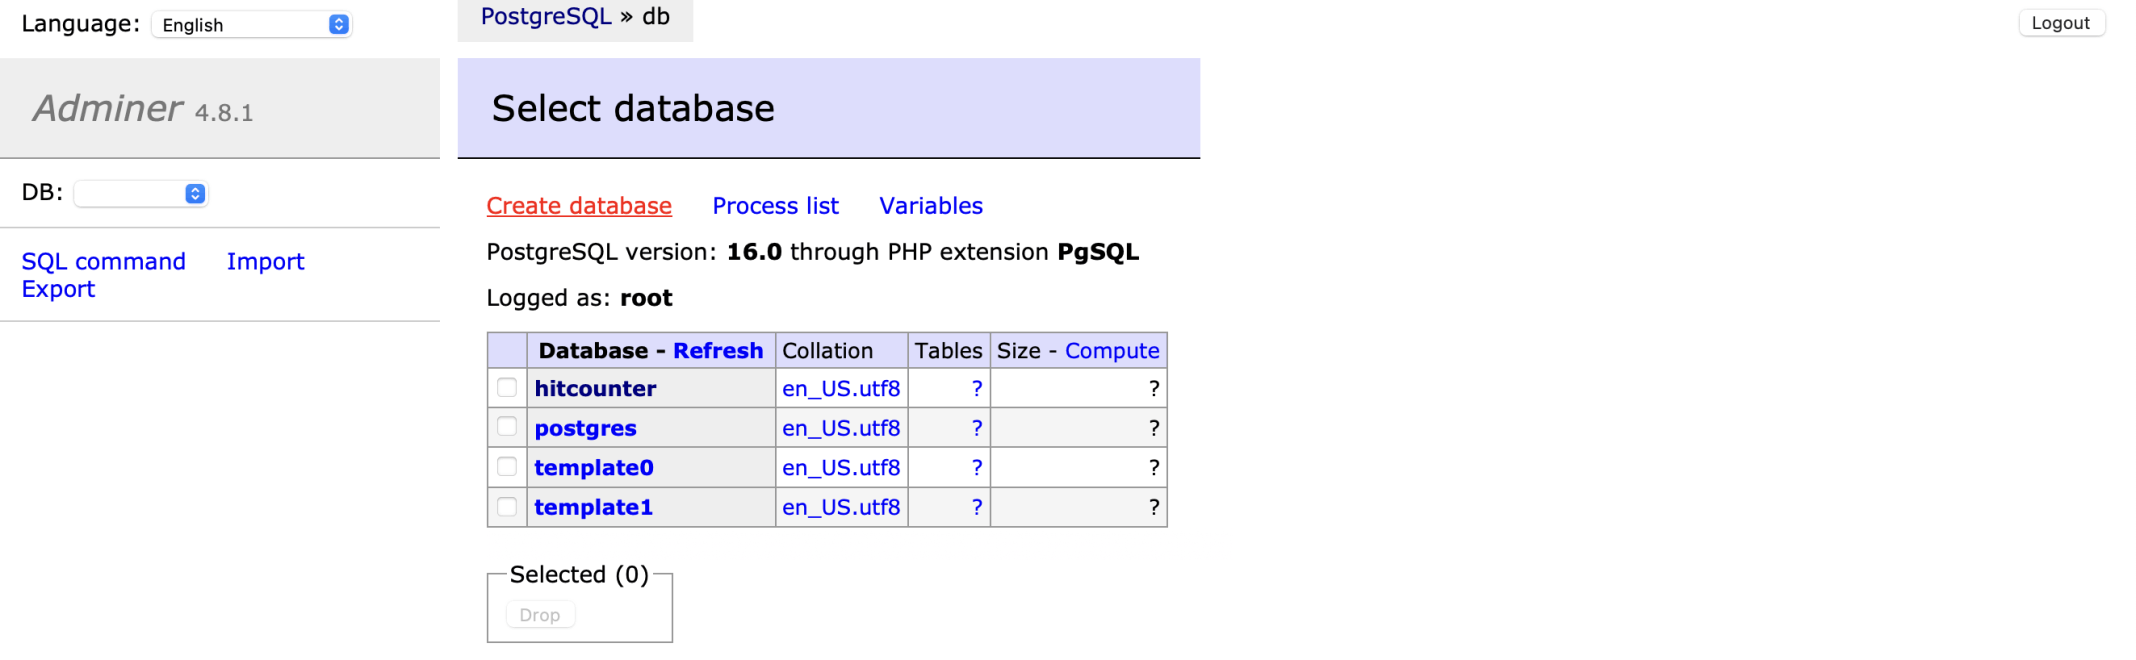 Language: English
PostgreSQL » db
Logout
Adminer 4.8.1
Select database
DB:
SQL command Import
Export
Create database Process list Variables
PostgreSQL version: 16.0 through PHP extension PgSQL
Logged as: root
Database - Refresh Collation Tables Size - Compute
hitcounter en_US.utf8 ? ?
postgres en_US.utf8 ? ?
template0 en_US.utf8 ? ?
template1 en_US.utf8 ? ?
Selected (0)
Drop